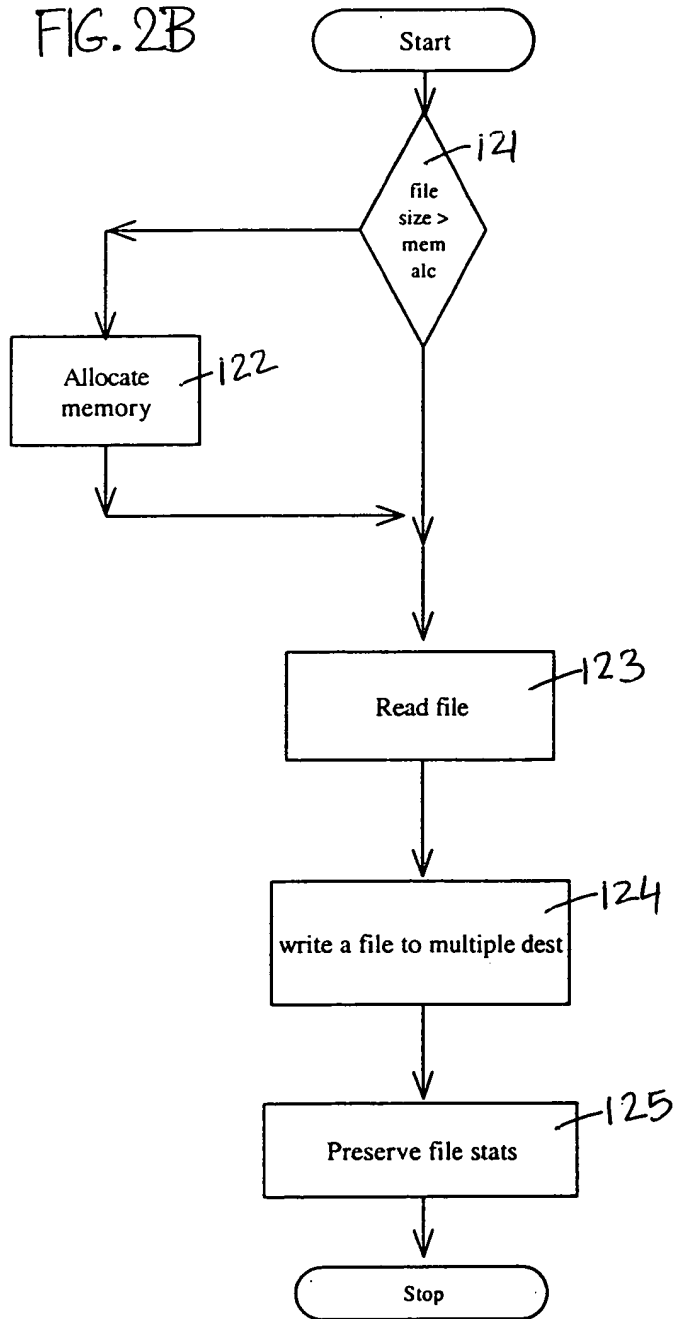 FIG. 2B
Start
121
file
size >
mem
alc
Allocate
memory
122
Read file
123
write a file to multiple dest
124
Preserve file stats
125
Stop